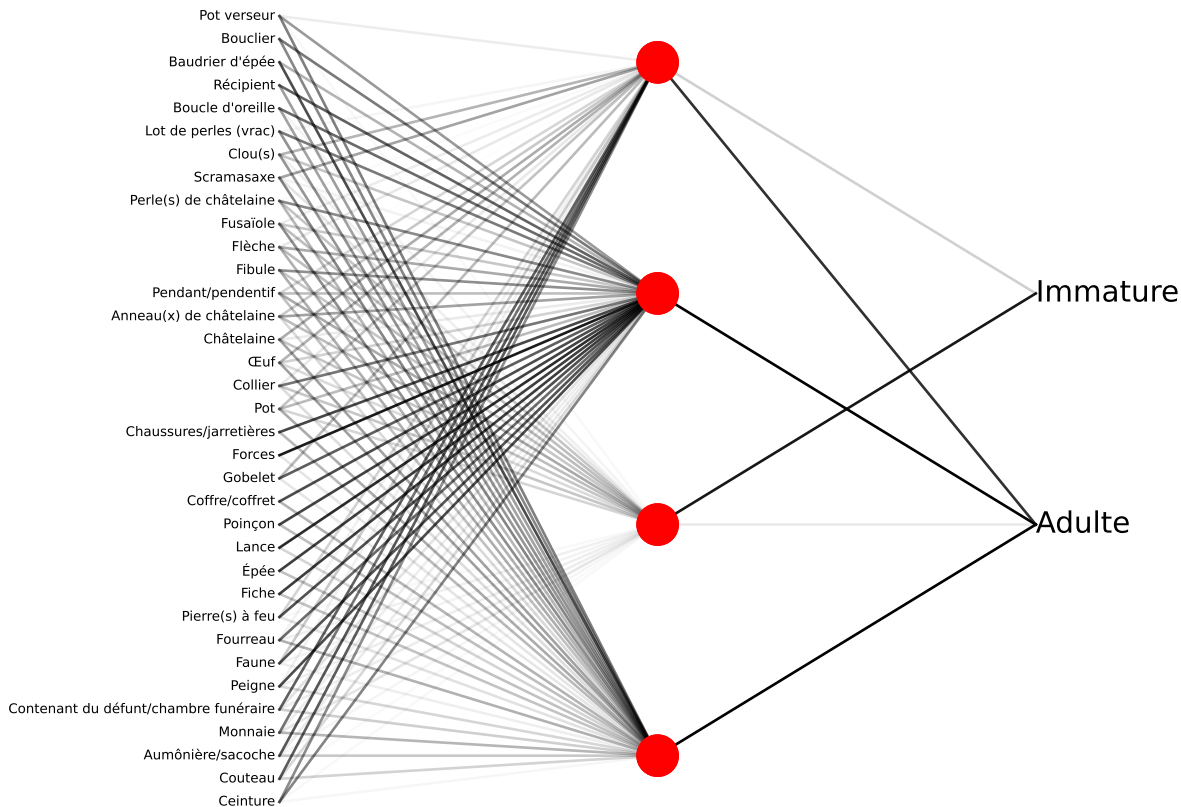 Pot verseur
Bouclier
Baudrier d'épée
Récipient
Boucle d'oreille
Lot de perles (vrac)
Clou(s)
Scramasaxe
Perle(s) de châtelaine
Fusaïole
Flèche
Fibule
Pendant/pendentif
Anneau(x) de châtelaine
Châtelaine
Œuf
Collier
Pot
Chaussures/jarretières
Forces
Gobelet
Coffre/coffret
Poinçon
Lance
Épée
Fiche
Pierre(s) à feu
Fourreau
Faune
Peigne
Contenant du défunt/chambre funéraire
Monnaie
Aumônière/sacoche
Couteau
Ceinture
Immature
Adulte